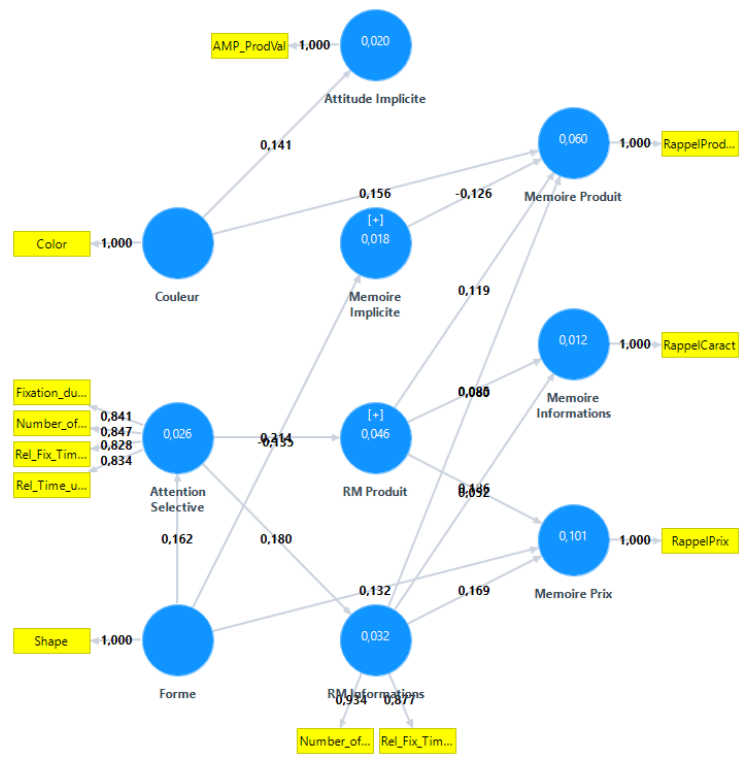 AMP_ProdVal
1,000
0,020
Attitude Implicite
0,141
0,060
1,000
RappelProd...
Memoire Produit
0,156
-0,126
Color
1,000
Couleur
[+]
0,018
Memoire
Implicite
0,119
0,012
1,000
RappelCaract
Memoire
Informations
Fixation_du...
0,841
Number_of...
0,847
Rel_Fix_Tim...
0,828
Rel_Time_u...
0,834
0,026
Attention
Selective
0,214
[+]
0,046
RM Produit
0,162
0,180
0,101
1,000
RappelPrix
Memoire Prix
0,132
0,169
Shape
1,000
Forme
0,032
RM Informations
0,934
0,877
Number_of...
Rel_Fix_Tim...